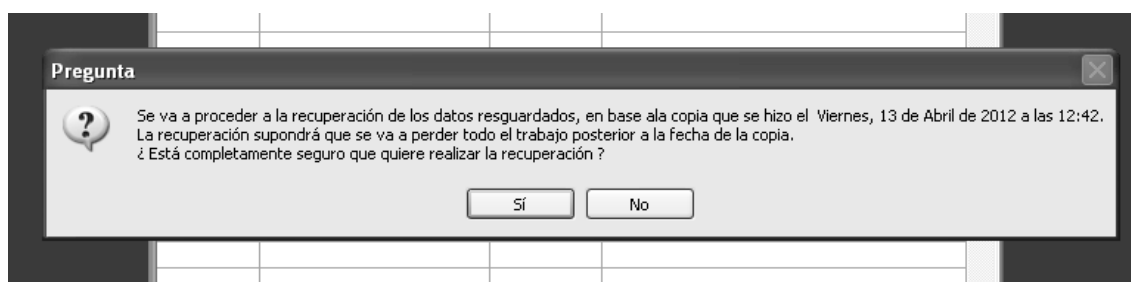 Pregunta
Se va a proceder a la recuperación de los datos resguardados, en base ala copia que se hizo el  Viernes, 13 de Abril de 2012 a las 12:42.
La recuperación supondrá que se va a perder todo el trabajo posterior a la fecha de la copia.
¿ Está completamente seguro que quiere realizar la recuperación ?
Sí No